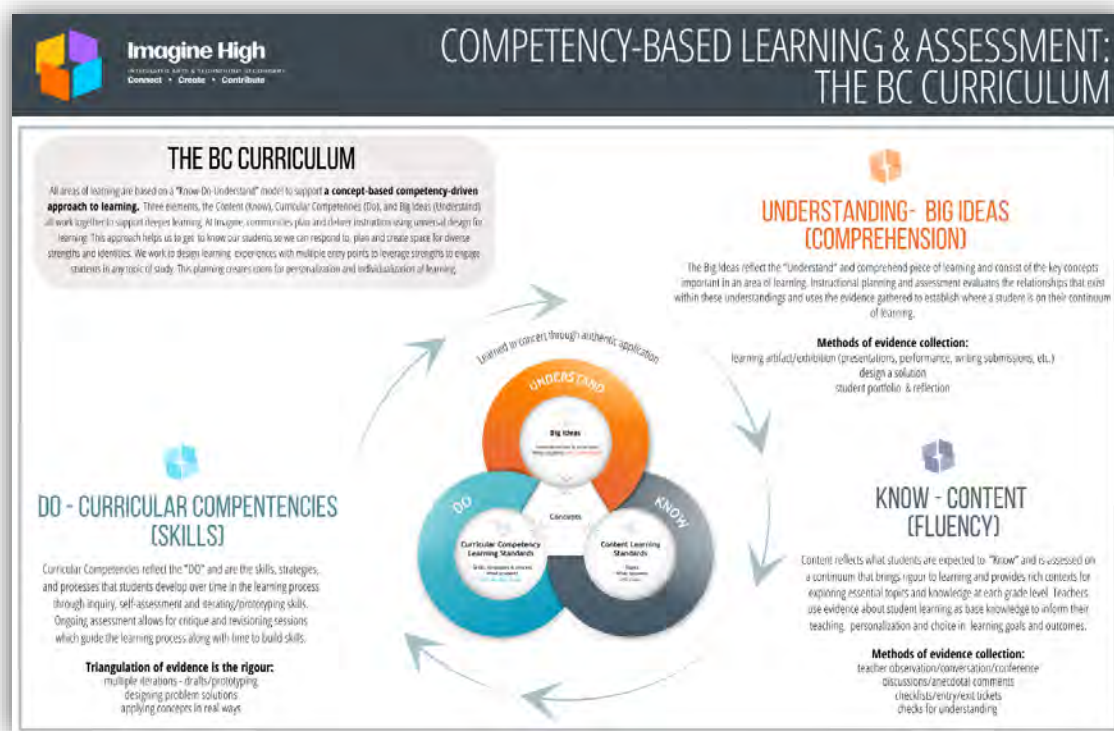 Imagine High
INTEGRATED ARTS & TECHNOLOGY SECONDARY
Connect • Create • Contribute
COMPETENCY-BASED LEARNING & ASSESSMENT:
THE BC CURRICULUM
THE BC CURRICULUM
All areas of learning are based on a "Know-Do-Understand" model to support a concept-based competency-driven
approach to learning. Three elements, the Content (Know), Curricular Competencies (Do), and Big Ideas (Understand)
all work together to support deeper learning. At Imagine, communities plan and deliver instruction using universal design for
learning. This approach helps us to get to know our students so we can respond to, plan and create space for diverse
strengths and identities. We work to design learning experiences with multiple entry points to leverage strengths to engage
students in any topic of study. This planning creates room for personalization and individualization of learning.
UNDERSTANDING- BIG IDEAS
(COMPREHENSION)
The Big Ideas reflect the "Understand" and comprehend piece of learning and consist of the key concepts
important in an area of learning. Instructional planning and assessment evaluates the relationships that exist
within these understandings and uses the evidence gathered to establish where a student is on their continuum
of learning.
Methods of evidence collection:
learning artifact/exhibition (presentations, performance, writing submissions, etc.)
design a solution
student portfolio & reflection
Learned in concert through authentic application
UNDERSTAND
Big Ideas
DO
KNOW
Concepts
Curricular Competency
Learning Standards
Content Learning
Standards
DO - CURRICULAR COMPENTENCIES
(SKILLS)
Curricular Competencies reflect the "DO" and are the skills, strategies,
and processes that students develop over time in the learning process
through inquiry, self-assessment and iterating/prototyping skills.
Ongoing assessment allows for critique and revisioning sessions
which guide the learning process along with time to build skills.
Triangulation of evidence is the rigour:
multiple iterations - drafts/prototyping
designing problem solutions
applying concepts in real ways
KNOW - CONTENT
(FLUENCY)
Content reflects what students are expected to "Know" and is assessed on
a continuum that brings rigour to learning and provides rich contexts for
exploring essential topics and knowledge at each grade level. Teachers
use evidence about student learning as base knowledge to inform their
teaching, personalization and choice in learning goals and outcomes.
Methods of evidence collection:
teacher observation/conversation/conference
discussions/anecdotal comments
checklists/entry/exit tickets
checks for understanding